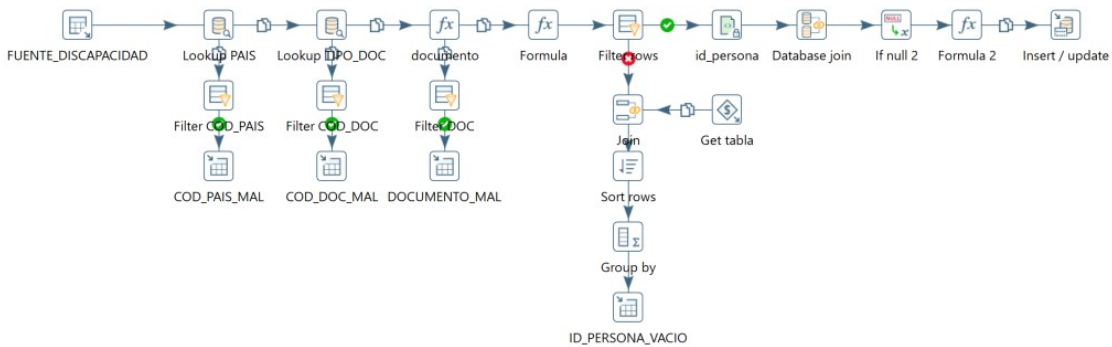 FUENTE_DISCAPACIDAD
Lookup PAIS
Lookup TIPO_DOC
documento
Formula
Filter rows
id_persona
Database join
If null 2
Formula 2
Insert / update
Filter COD_PAIS
Filter COD_DOC
Filter DOC
Join
Get tabla
COD_PAIS_MAL
COD_DOC_MAL
DOCUMENTO_MAL
Sort rows
Group by
ID_PERSONA_VACIO